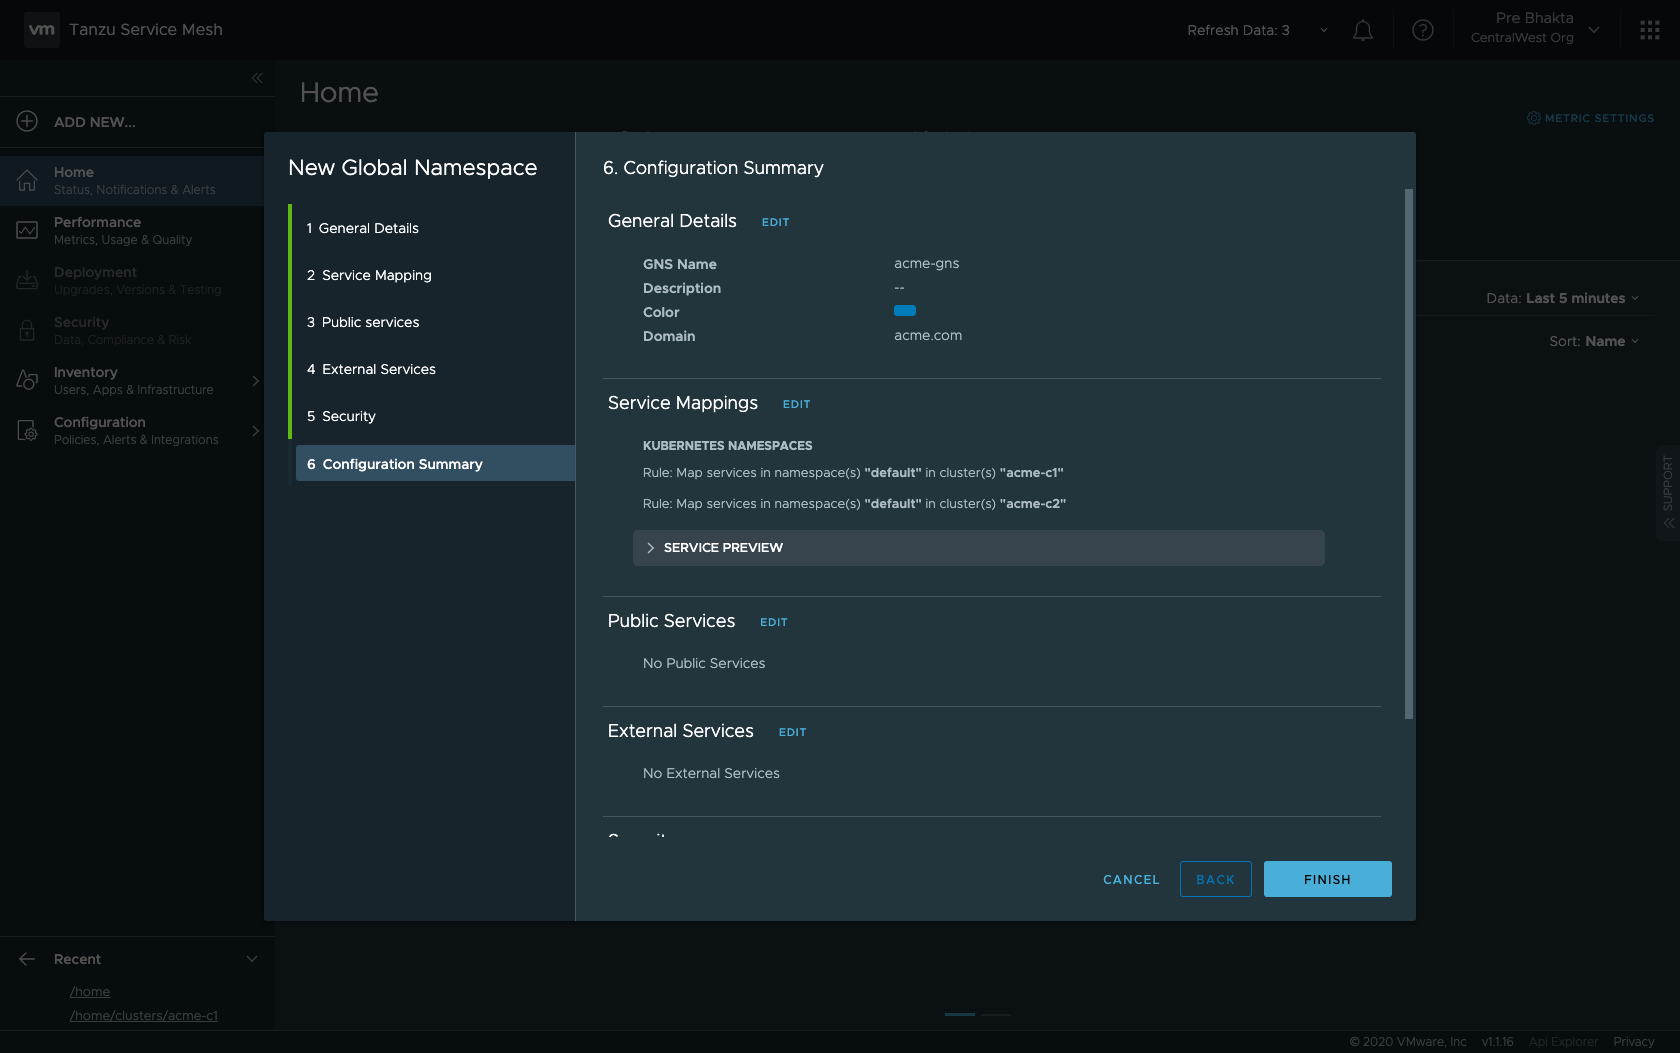 vm Tanzu Service Mesh
Refresh Data: 3
Pre Bhakta
CentralWest Org
ADD NEW...
Home
Status, Notifications & Alerts
Performance
Metrics, Usage & Quality
Deployment
Upgrades, Versions & Testing
Security
Data, Compliance & Risk
Inventory
Users, Apps & Infrastructure
Configuration
Policies, Alerts & Integrations
Recent
/home
/home/clusters/acme-c1
Home
METRIC SETTINGS
Data: Last 5 minutes
Sort: Name
SUPPORT
New Global Namespace
1 General Details
2 Service Mapping
3 Public services
4 External Services
5 Security
6 Configuration Summary
6. Configuration Summary
General Details EDIT
GNS Name acme-gns
Description --
Color
Domain acme.com
Service Mappings EDIT
KUBERNETES NAMESPACES
Rule: Map services in namespace(s) "default" in cluster(s) "acme-c1"
Rule: Map services in namespace(s) "default" in cluster(s) "acme-c2"
SERVICE PREVIEW
Public Services EDIT
No Public Services
External Services EDIT
No External Services
Security
CANCEL BACK FINISH
© 2020 VMware, Inc v1.1.16 Api Explorer Privacy